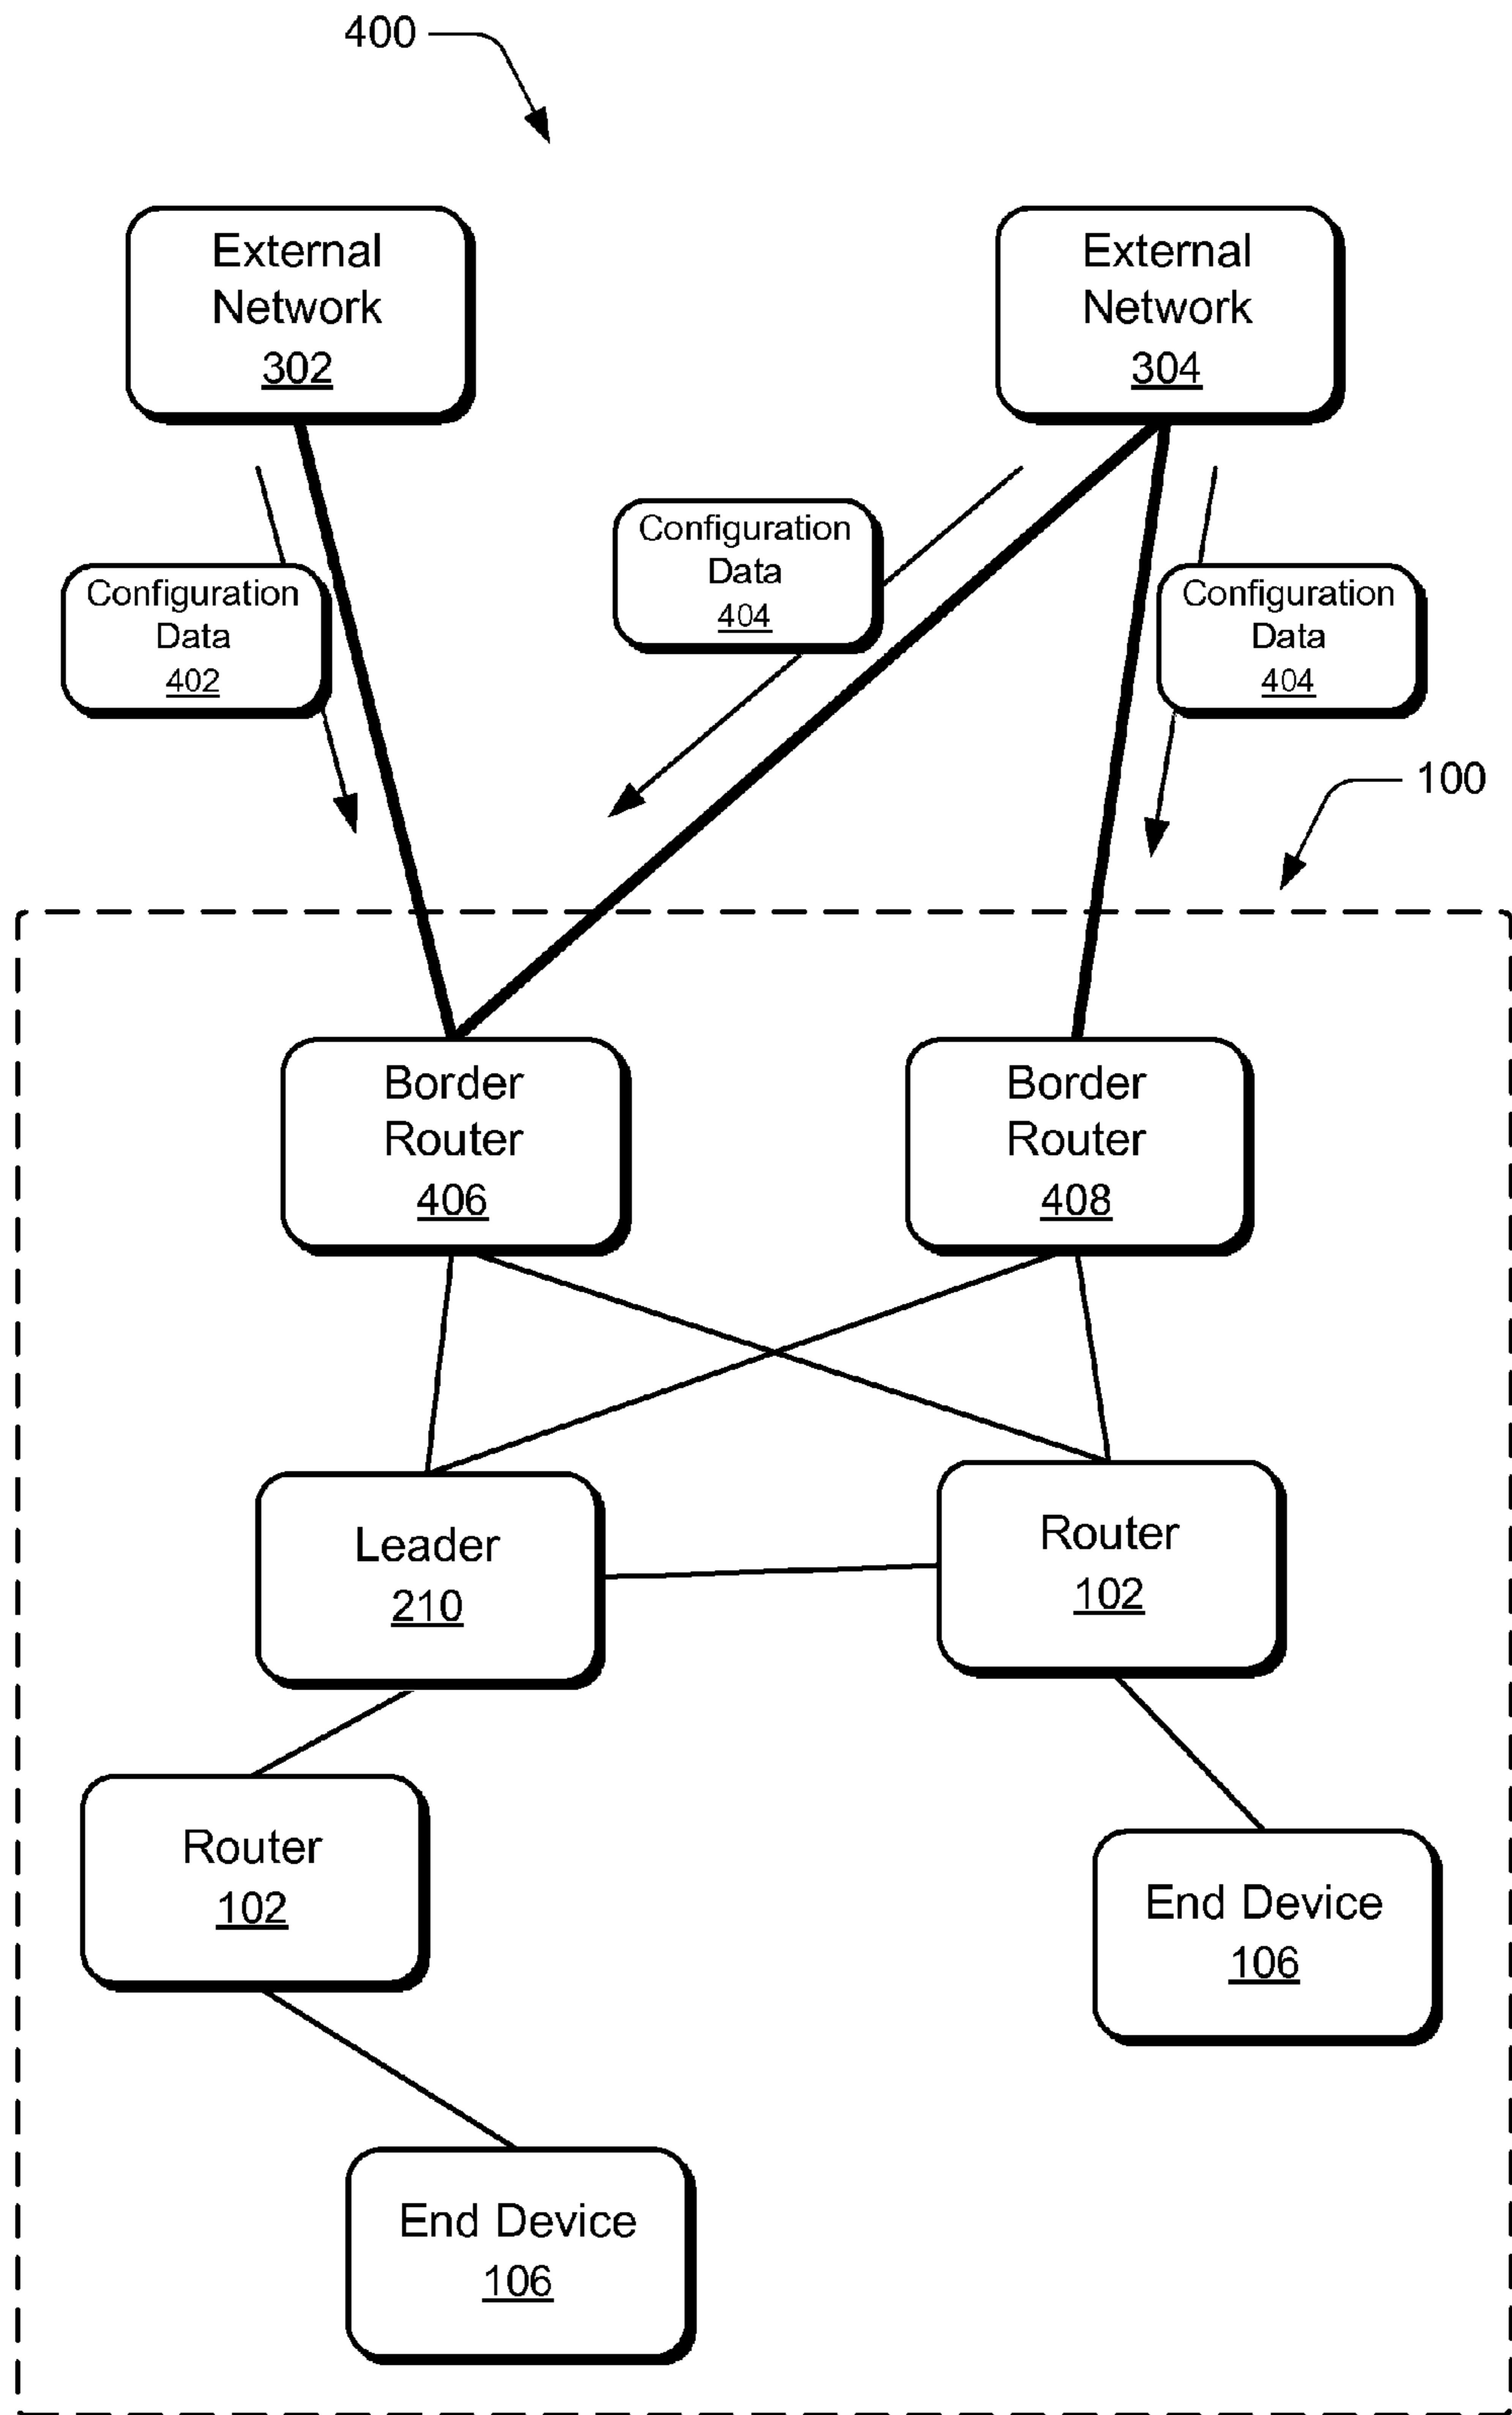 400
External
Network
302
External
Network
304
Configuration
Data
404
Configuration
Data
402
Configuration
Data
404
100
Border
Router
406
Border
Router
408
Leader
210
Router
102
Router
102
End Device
106
End Device
106